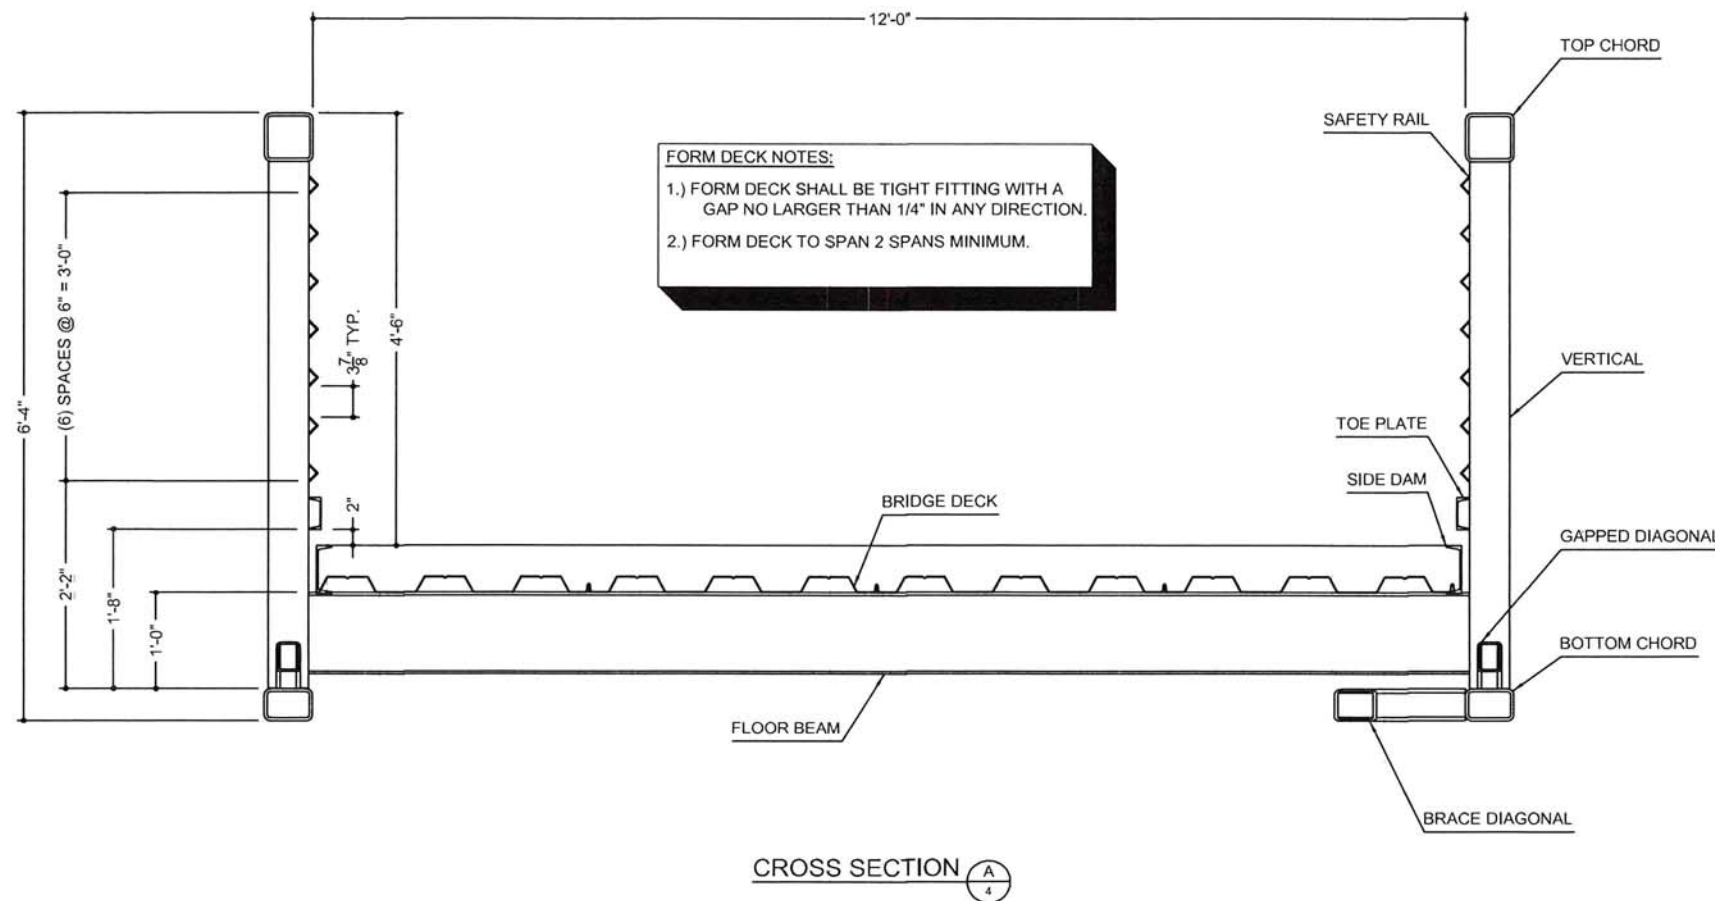 12'-0"
TOP CHORD
SAFETY RAIL
FORM DECK NOTES:
1.) FORM DECK SHALL BE TIGHT FITTING WITH A
GAP NO LARGER THAN 1/4" IN ANY DIRECTION.
2.) FORM DECK TO SPAN 2 SPANS MINIMUM.
6'-4"
(6) SPACES @ 6" = 3'-0"
3 7/8" TYP.
4'-6"
VERTICAL
TOE PLATE
SIDE DAM
BRIDGE DECK
2"
GAPPED DIAGONAL
2'-2"
1'-8"
1'-0"
BOTTOM CHORD
FLOOR BEAM
BRACE DIAGONAL
CROSS SECTION
A
4